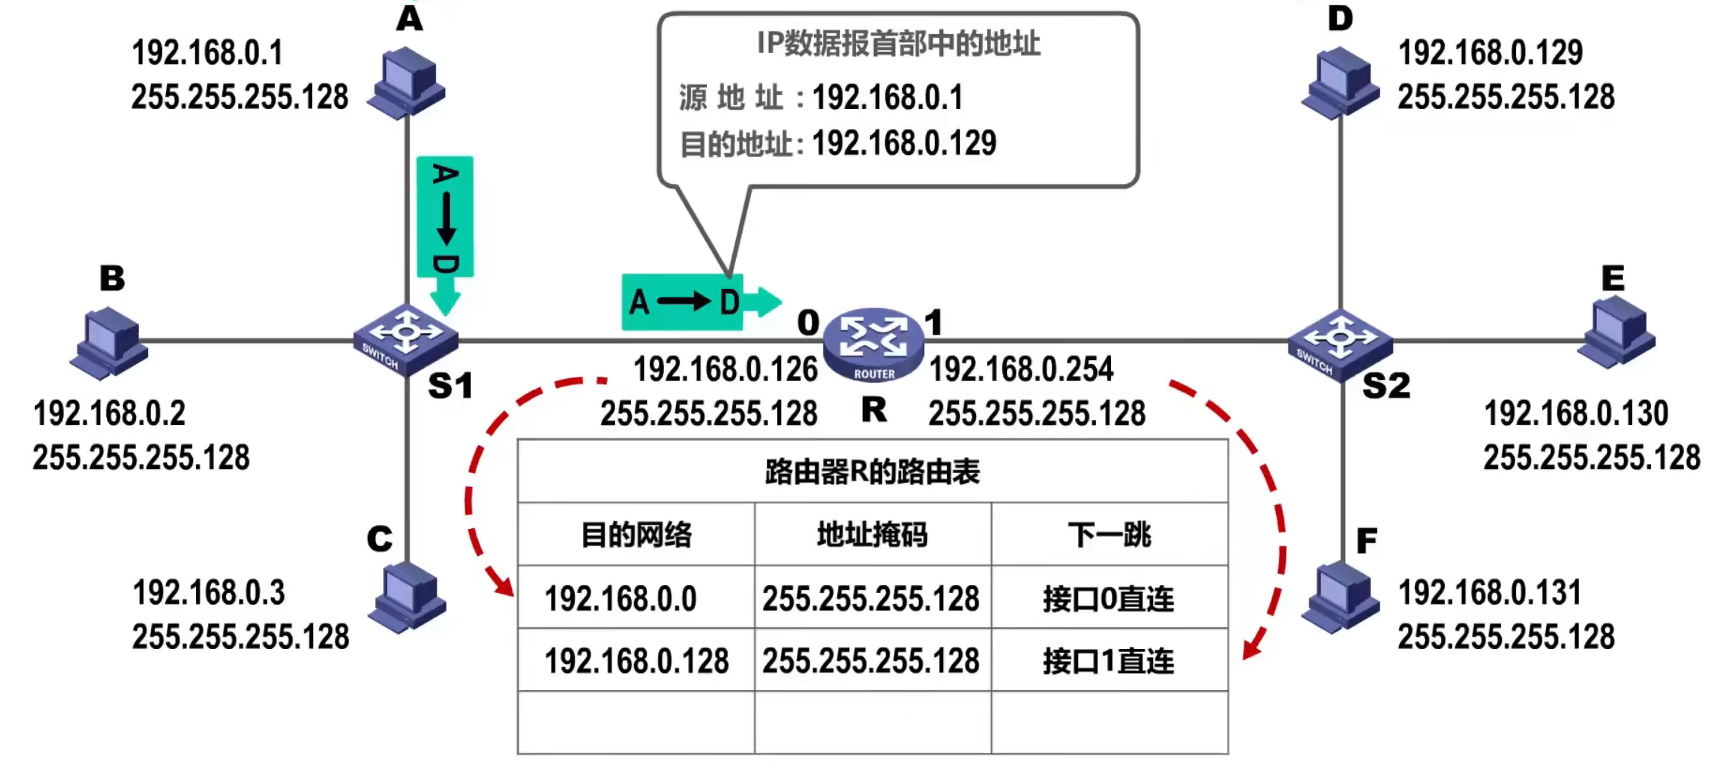 A
192.168.0.1
255.255.255.128
IP数据报首部中的地址
源地址：192.168.0.1
目的地址：192.168.0.129
D
192.168.0.129
255.255.255.128
A → D
B
192.168.0.2
255.255.255.128
SWITCH
S1
A → D
0
1
ROUTER
R
192.168.0.126
255.255.255.128
192.168.0.254
255.255.255.128
SWITCH
S2
E
192.168.0.130
255.255.255.128
C
192.168.0.3
255.255.255.128
F
192.168.0.131
255.255.255.128
路由器R的路由表
目的网络 地址掩码 下一跳
192.168.0.0 255.255.255.128 接口0直连
192.168.0.128 255.255.255.128 接口1直连